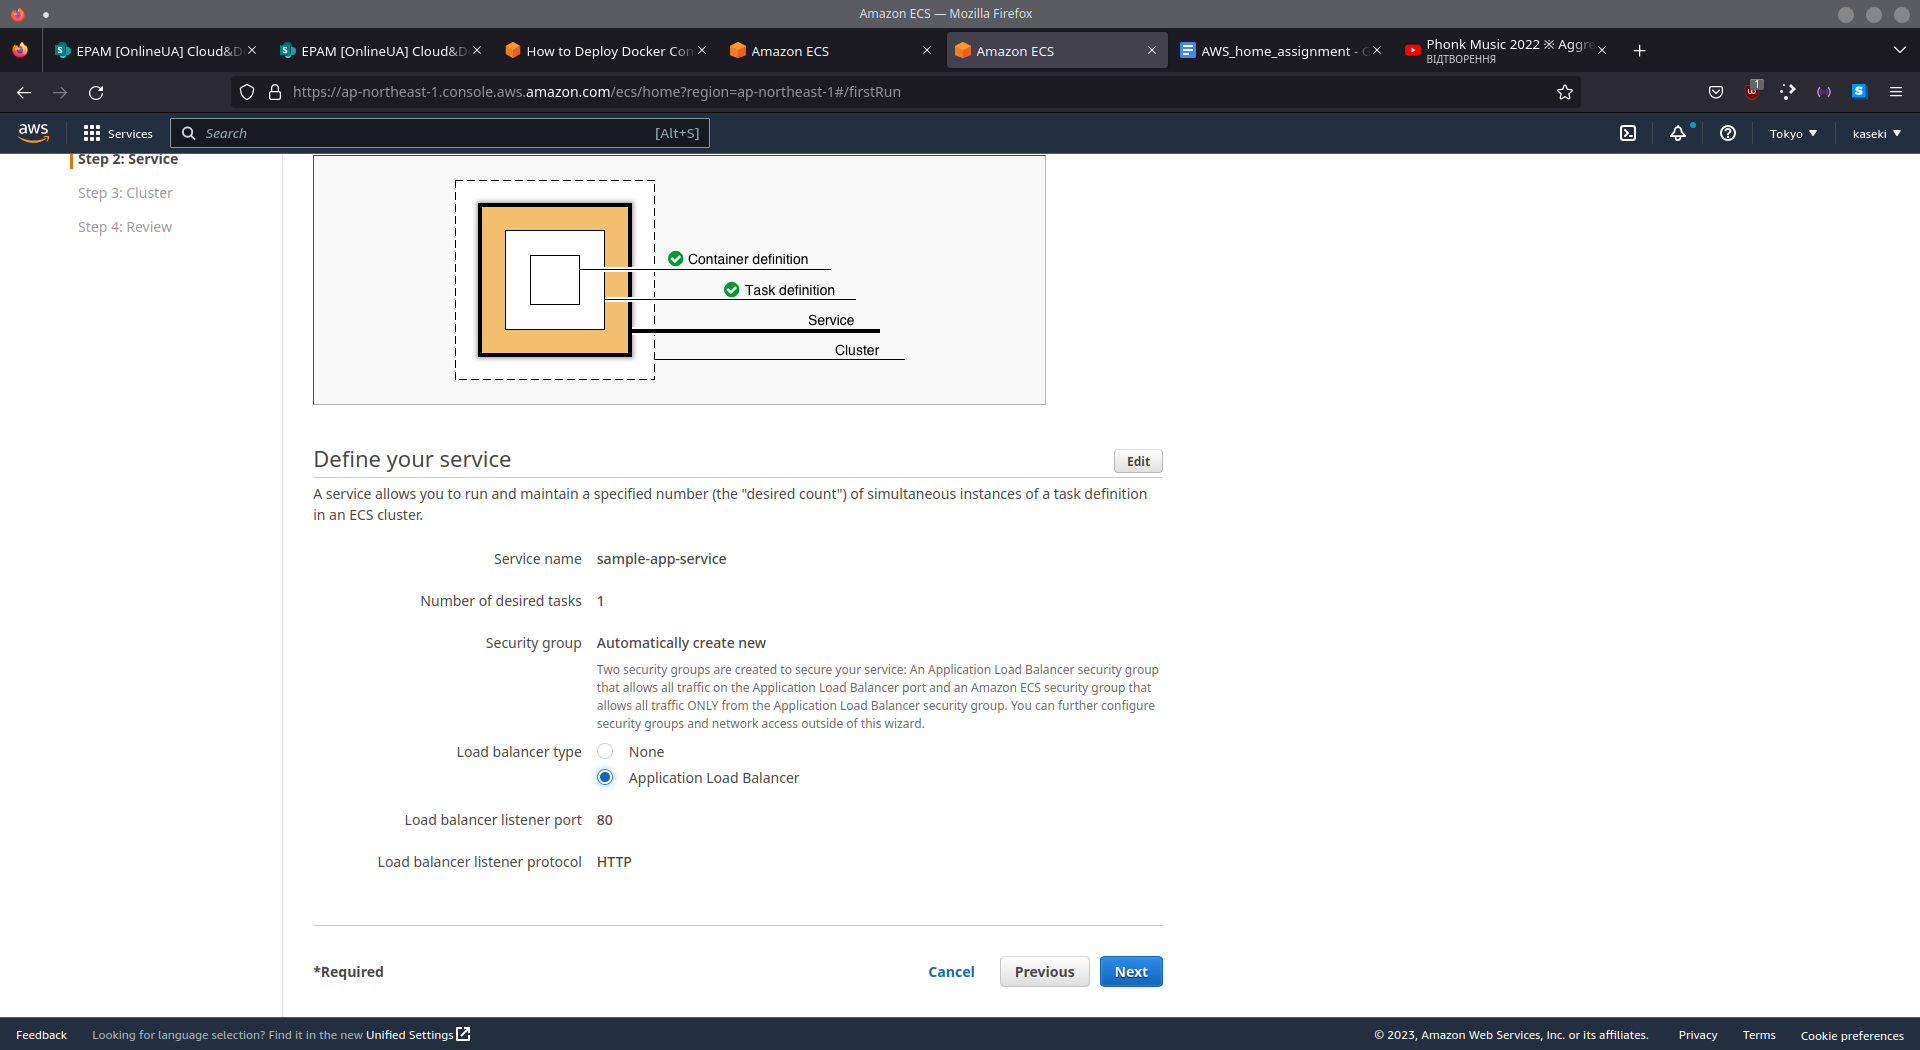 Amazon ECS — Mozilla Firefox
EPAM [OnlineUA] Cloud&D
EPAM [OnlineUA] Cloud&D
How to Deploy Docker Con
Amazon ECS
Amazon ECS
AWS_home_assignment - G
Phonk Music 2022 ※ Aggre
ВІДТВОРЕННЯ
https://ap-northeast-1.console.aws.amazon.com/ecs/home?region=ap-northeast-1#/firstRun
1
aws
Services
Search
[Alt+S]
Tokyo
kaseki
Step 2: Service
Step 3: Cluster
Step 4: Review
Container definition
Task definition
Service
Cluster
Define your service
Edit
A service allows you to run and maintain a specified number (the "desired count") of simultaneous instances of a task definition
in an ECS cluster.
Service name sample-app-service
Number of desired tasks 1
Security group Automatically create new
Two security groups are created to secure your service: An Application Load Balancer security group
that allows all traffic on the Application Load Balancer port and an Amazon ECS security group that
allows all traffic ONLY from the Application Load Balancer security group. You can further configure
security groups and network access outside of this wizard.
Load balancer type None
Application Load Balancer
Load balancer listener port 80
Load balancer listener protocol HTTP
*Required
Cancel
Previous
Next
Feedback
Looking for language selection? Find it in the new Unified Settings
© 2023, Amazon Web Services, Inc. or its affiliates.
Privacy
Terms
Cookie preferences